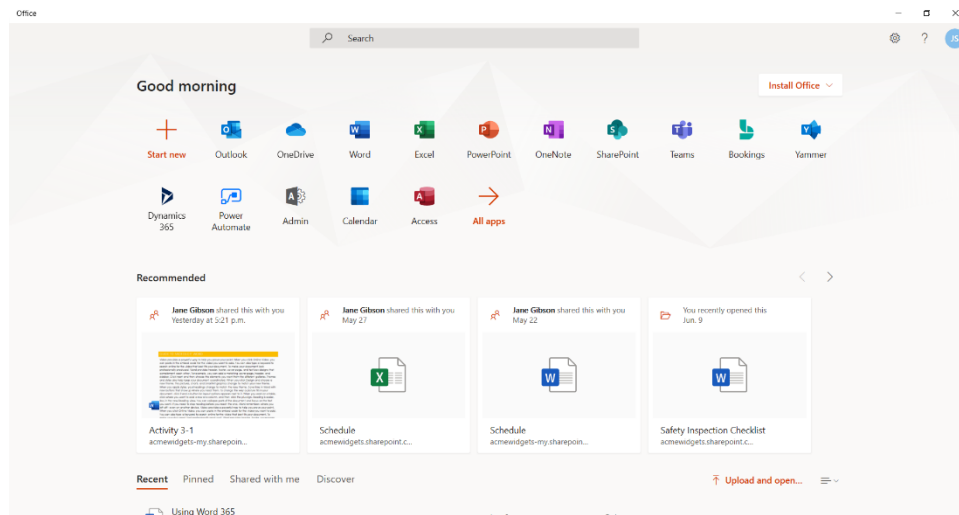 Office
Search
JS
Good morning
Install Office
Start new
Outlook
OneDrive
Word
Excel
PowerPoint
OneNote
SharePoint
Teams
Bookings
Yammer
Dynamics
365
Power
Automate
Admin
Calendar
Access
All apps
Recommended
Jane Gibson shared this with you
Yesterday at 5:21 p.m.
Jane Gibson shared this with you
May 27
Jane Gibson shared this with you
May 22
You recently opened this
Jun. 9
Activity 3-1
acmewidgets-my.sharepoin...
Schedule
acmewidgets.sharepoint.c...
Schedule
acmewidgets.sharepoint.c...
Safety Inspection Checklist
acmewidgets.sharepoint.c...
Recent
Pinned
Shared with me
Discover
Upload and open...
Using Word 365